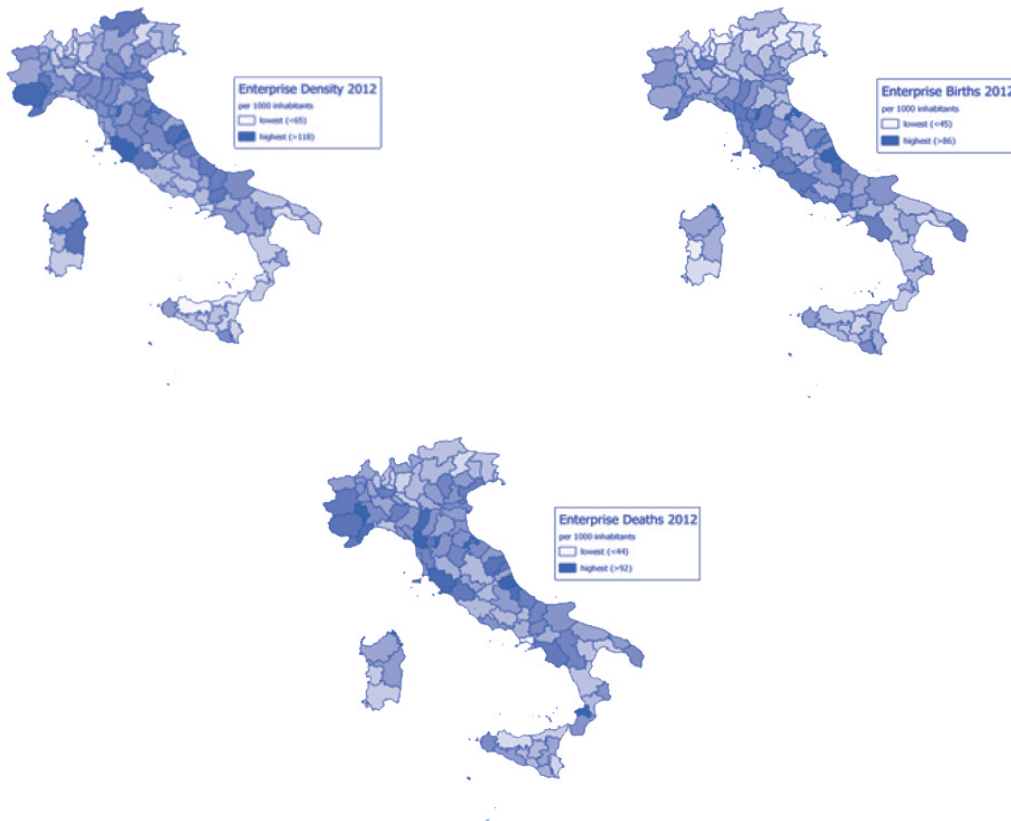 Enterprise Density 2012
per 1000 inhabitants
lowest (<65)
highest (>118)
Enterprise Births 2012
per 1000 inhabitants
lowest (<45)
highest (>86)
Enterprise Deaths 2012
per 1000 inhabitants
lowest (<44)
highest (>92)